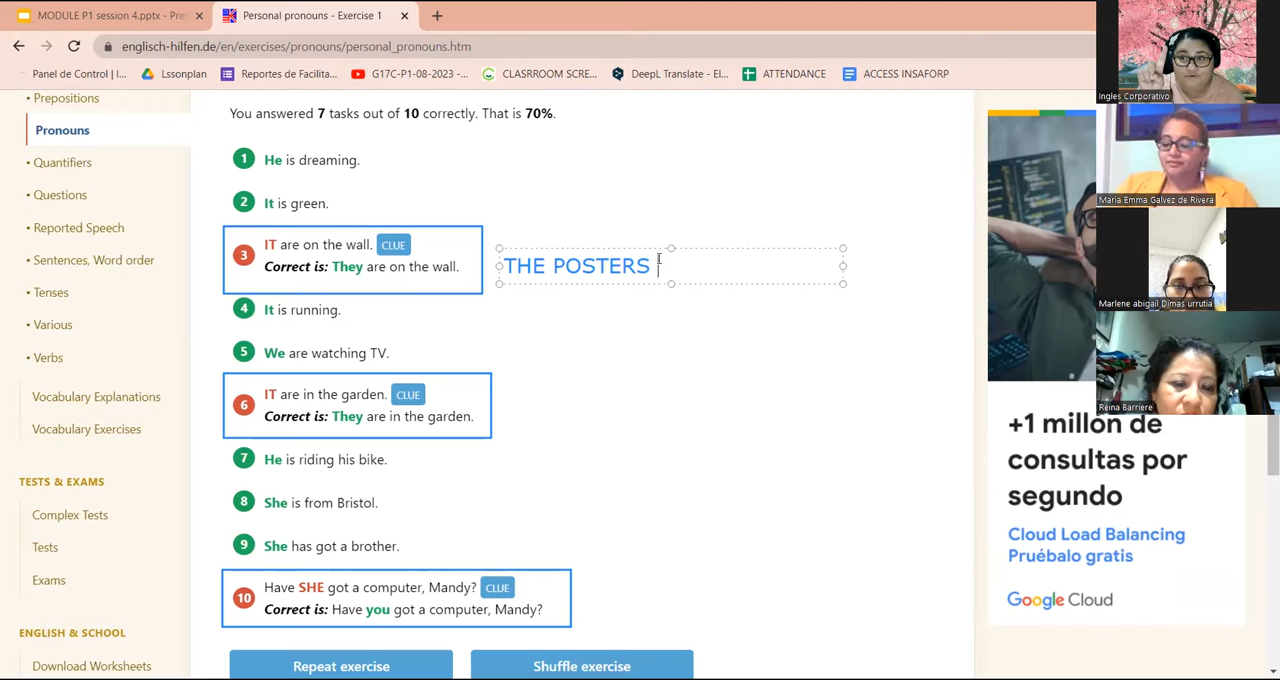 MODULE P1 session 4.pptx - Pres
Personal pronouns - Exercise 1
englisch-hilfen.de/en/exercises/pronouns/personal_pronouns.htm
Panel de Control | I...
Lssonplan
Reportes de Facilita...
G17C-P1-08-2023 -...
CLASSROOM SCRE...
DeepL Translate - El...
ATTENDANCE
ACCESS INSAFORP
• Prepositions
Pronouns
• Quantifiers
• Questions
• Reported Speech
• Sentences, Word order
• Tenses
• Various
• Verbs
Vocabulary Explanations
Vocabulary Exercises
TESTS & EXAMS
Complex Tests
Tests
Exams
ENGLISH & SCHOOL
Download Worksheets
You answered 7 tasks out of 10 correctly. That is 70%.
1 He is dreaming.
2 It is green.
3 IT are on the wall. CLUE
Correct is: They are on the wall.
THE POSTERS
4 It is running.
5 We are watching TV.
6 IT are in the garden. CLUE
Correct is: They are in the garden.
7 He is riding his bike.
8 She is from Bristol.
9 She has got a brother.
10 Have SHE got a computer, Mandy? CLUE
Correct is: Have you got a computer, Mandy?
Repeat exercise
Shuffle exercise
Ingles Corporativo
Maria Emma Galvez de Rivera
Marlene abigail Dimas urrutia
Reina Barriere
+1 millón de
consultas por
segundo
Cloud Load Balancing
Pruébalo gratis
Google Cloud